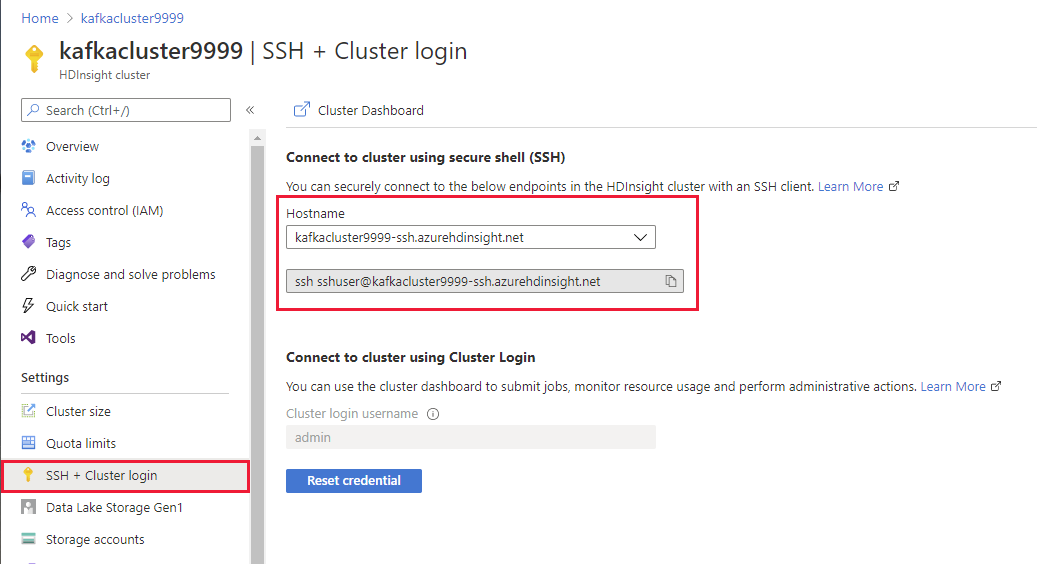 Home > kafkacluster9999
kafkacluster9999 | SSH + Cluster login
HDInsight cluster
Search (Ctrl+/)
«
Overview
Activity log
Access control (IAM)
Tags
Diagnose and solve problems
Quick start
Tools
Settings
Cluster size
Quota limits
SSH + Cluster login
Data Lake Storage Gen1
Storage accounts
Cluster Dashboard
Connect to cluster using secure shell (SSH)
You can securely connect to the below endpoints in the HDInsight cluster with an SSH client. Learn More
Hostname
kafkacluster9999-ssh.azurehdinsight.net
ssh sshuser@kafkacluster9999-ssh.azurehdinsight.net
Connect to cluster using Cluster Login
You can use the cluster dashboard to submit jobs, monitor resource usage and perform administrative actions. Learn More
Cluster login username
admin
Reset credential